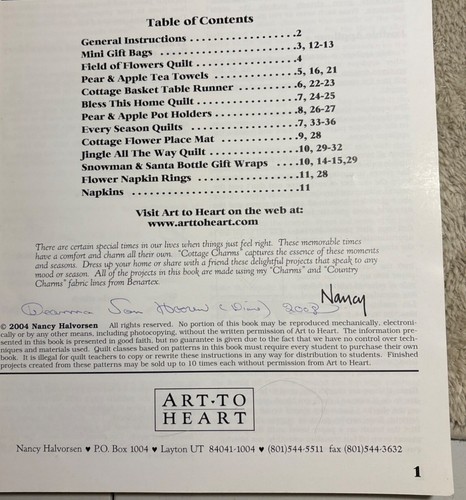 Table of Contents
General Instructions . . . . . . . . . . . . . . . . . . . . . .2
Mini Gift Bags . . . . . . . . . . . . . . . . . . . . . . . . . . .3, 12-13
Field of Flowers Quilt . . . . . . . . . . . . . . . . . . . .4
Pear & Apple Tea Towels . . . . . . . . . . . . . . . . .5, 16, 21
Cottage Basket Table Runner . . . . . . . . . . . .6, 22-23
Bless This Home Quilt . . . . . . . . . . . . . . . . . . . .7, 24-25
Pear & Apple Pot Holders . . . . . . . . . . . . . . . .8, 26-27
Every Season Quilts . . . . . . . . . . . . . . . . . . . . . .7, 33-36
Cottage Flower Place Mat . . . . . . . . . . . . . . . .9, 28
Jingle All The Way Quilt . . . . . . . . . . . . . . . . .10, 29-32
Snowman & Santa Bottle Gift Wraps . . . .10, 14-15,29
Flower Napkin Rings . . . . . . . . . . . . . . . . . . . . .11, 28
Napkins . . . . . . . . . . . . . . . . . . . . . . . . . . . . . . . . .11
Visit Art to Heart on the web at:
www.arttoheart.com
There are certain special times in our lives when things just feel right. These memorable times
have a comfort and charm all their own. "Cottage Charms" captures the essence of these moments
and seasons. Dress up your home or share with a friend these delightful projects that speak to any
mood or season. All of the projects in this book are made using my "Charms" and "Country
Charms" fabric lines from Benartex.
Nancy
Deanna Van Hooren 2008
© 2004 Nancy Halvorsen All rights reserved. No portion of this book may be reproduced mechanically, electroni-
cally or by any other means, including photocopying, without the written permission of Art to Heart. The information pre-
sented in this book is presented in good faith, but no guarantee is given due to the fact that we have no control over tech-
niques and materials used. Quilt classes based on patterns in this book must require every student to purchase their own
book. It is illegal for quilt teachers to copy or rewrite these instructions in any way for distribution to students. Finished
projects created from these patterns may be sold up to 10 times each without permission from Art to Heart.
ART·TO
HEART
Nancy Halvorsen ♥ P.O. Box 1004 ♥ Layton UT 84041-1004 ♥ (801)544-5511 fax (801)544-3632
1